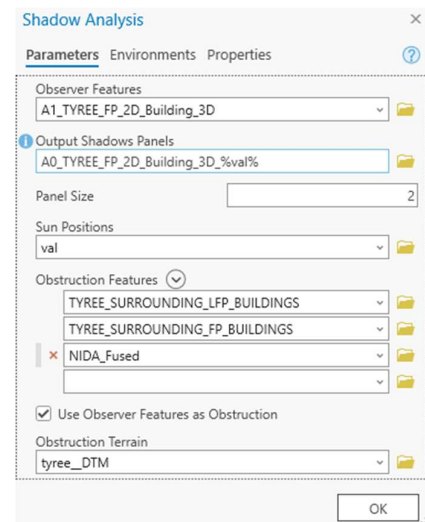 Shadow Analysis
Parameters Environments Properties
Observer Features
A1_TYREE_FP_2D_Building_3D
Output Shadows Panels
A0_TYREE_FP_2D_Building_3D_%val%
Panel Size 2
Sun Positions
val
Obstruction Features
TYREE_SURROUNDING_LFP_BUILDINGS
TYREE_SURROUNDING_FP_BUILDINGS
NIDA_Fused
Use Observer Features as Obstruction
Obstruction Terrain
tyree__DTM
OK